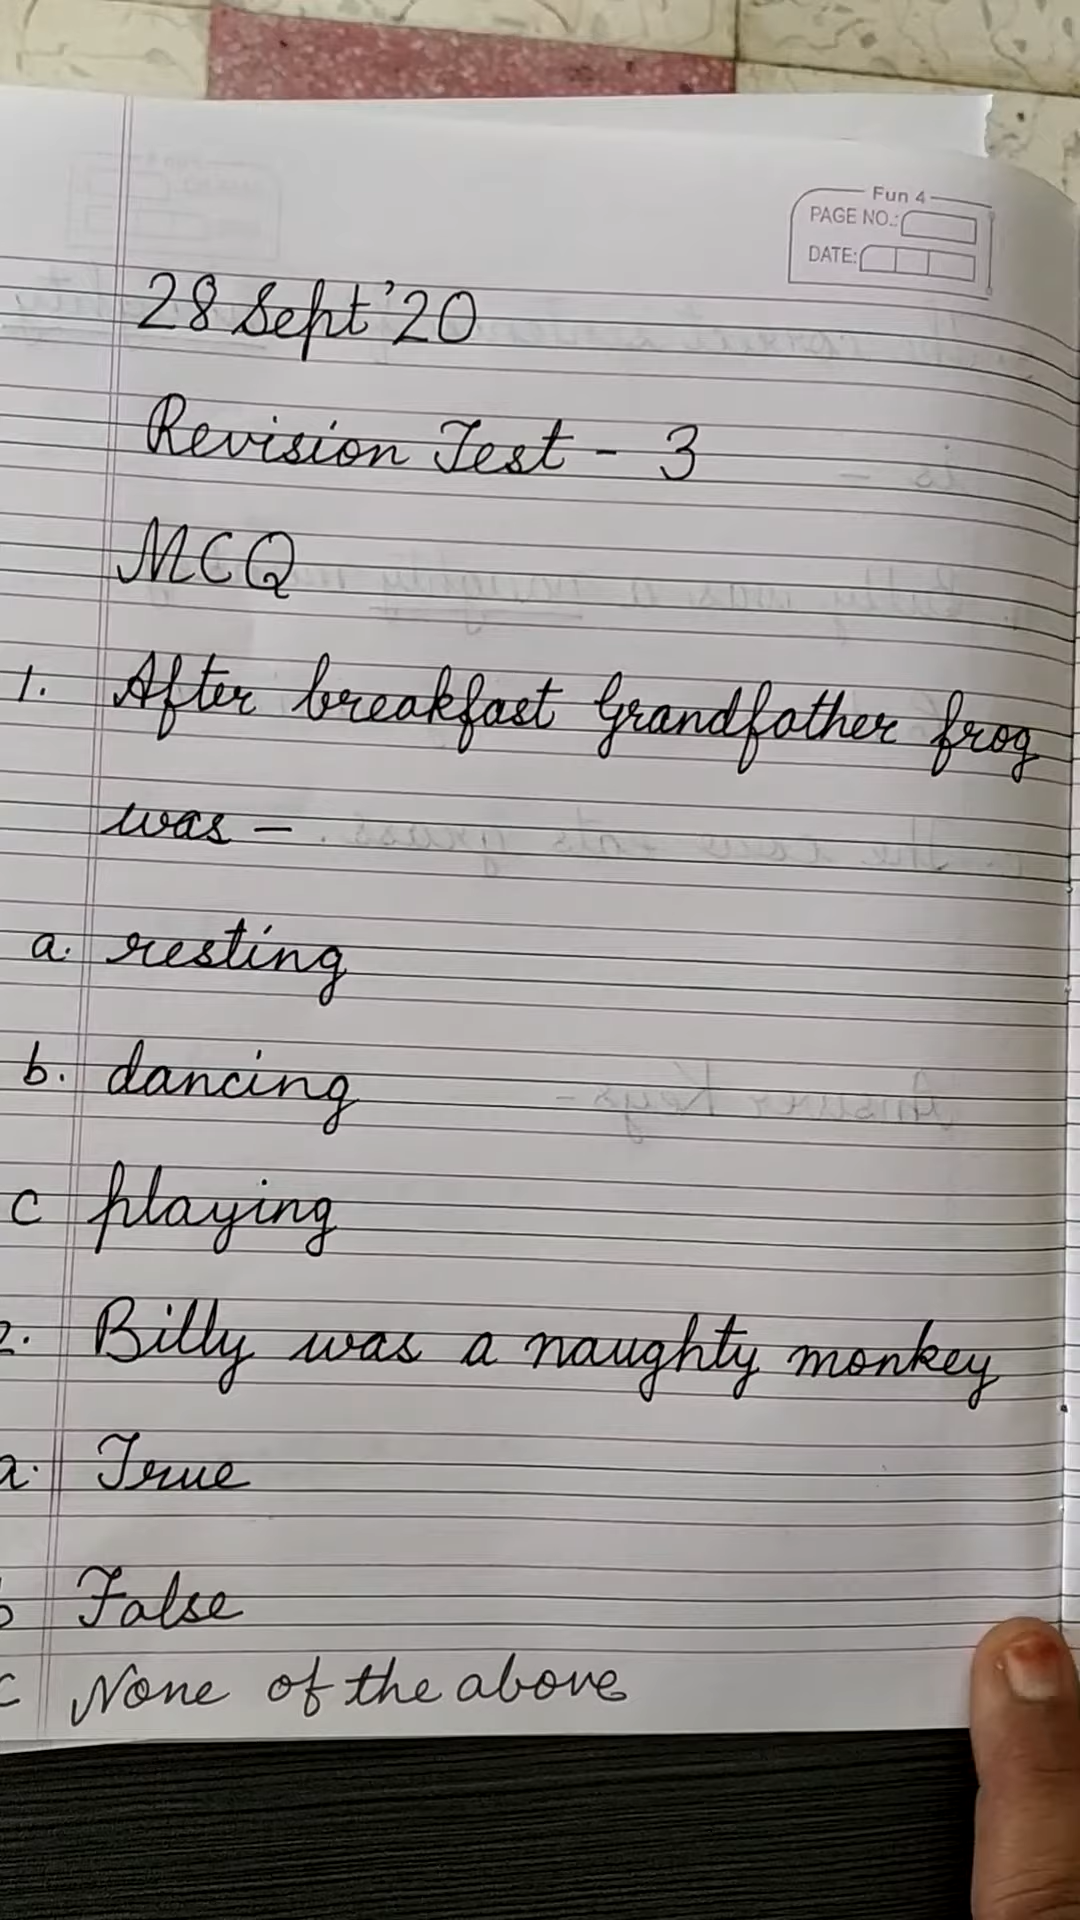 Fun 4
PAGE NO.:
DATE:
28 Sept '20
Revision Test - 3
MCQ
1. After breakfast Grandfather frog
was –
a. resting
b. dancing
c playing
2. Billy was a naughty monkey
a. True
b False
c None of the above